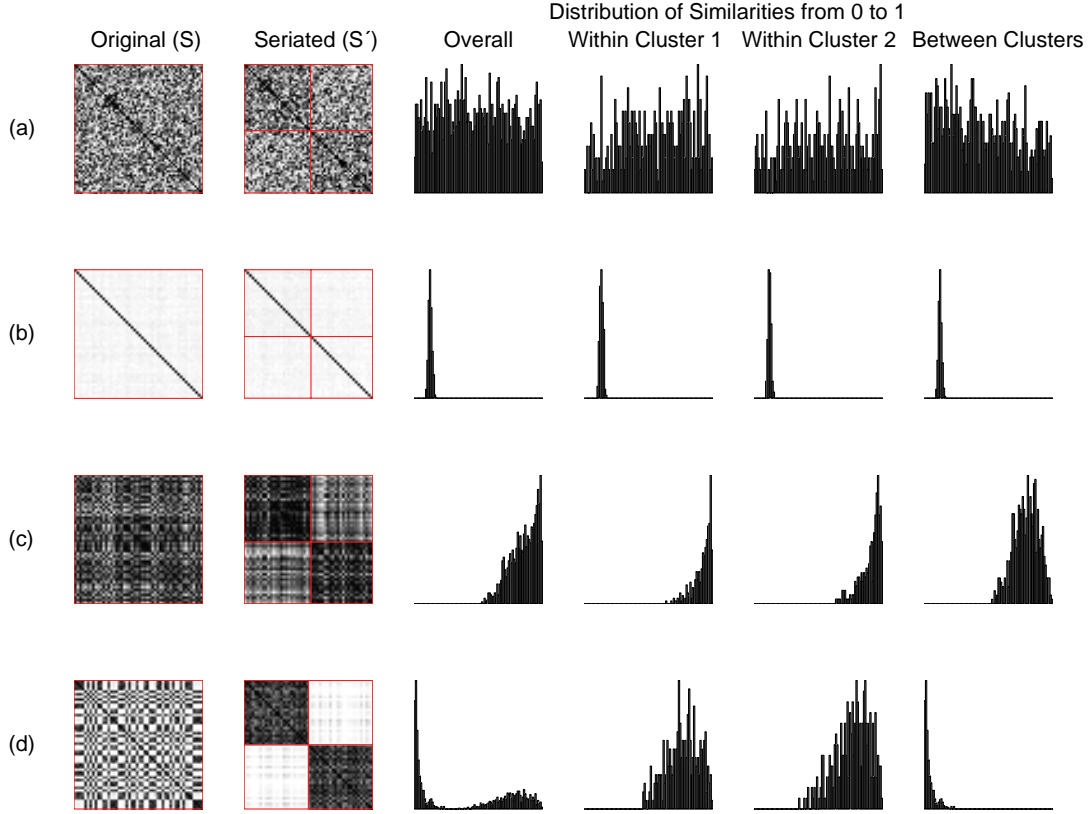 Distribution of Similarities from 0 to 1
Original (S) Seriated (S´) Overall Within Cluster 1 Within Cluster 2 Between Clusters
(a)
(b)
(c)
(d)